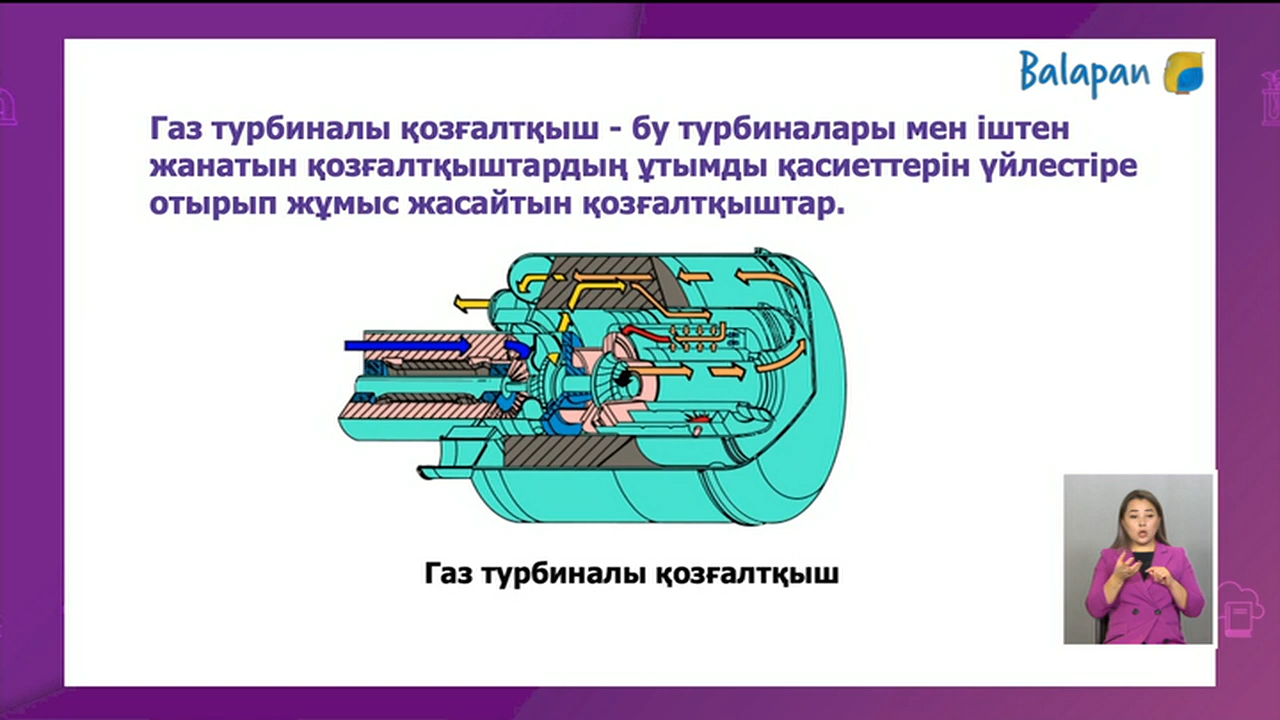 Balapan
Газ турбиналы қозғалтқыш - бу турбиналары мен іштен
жанатын қозғалтқыштардың ұтымды қасиеттерін үйлестіре
отырып жұмыс жасайтын қозғалтқыштар.
Газ турбиналы қозғалтқыш